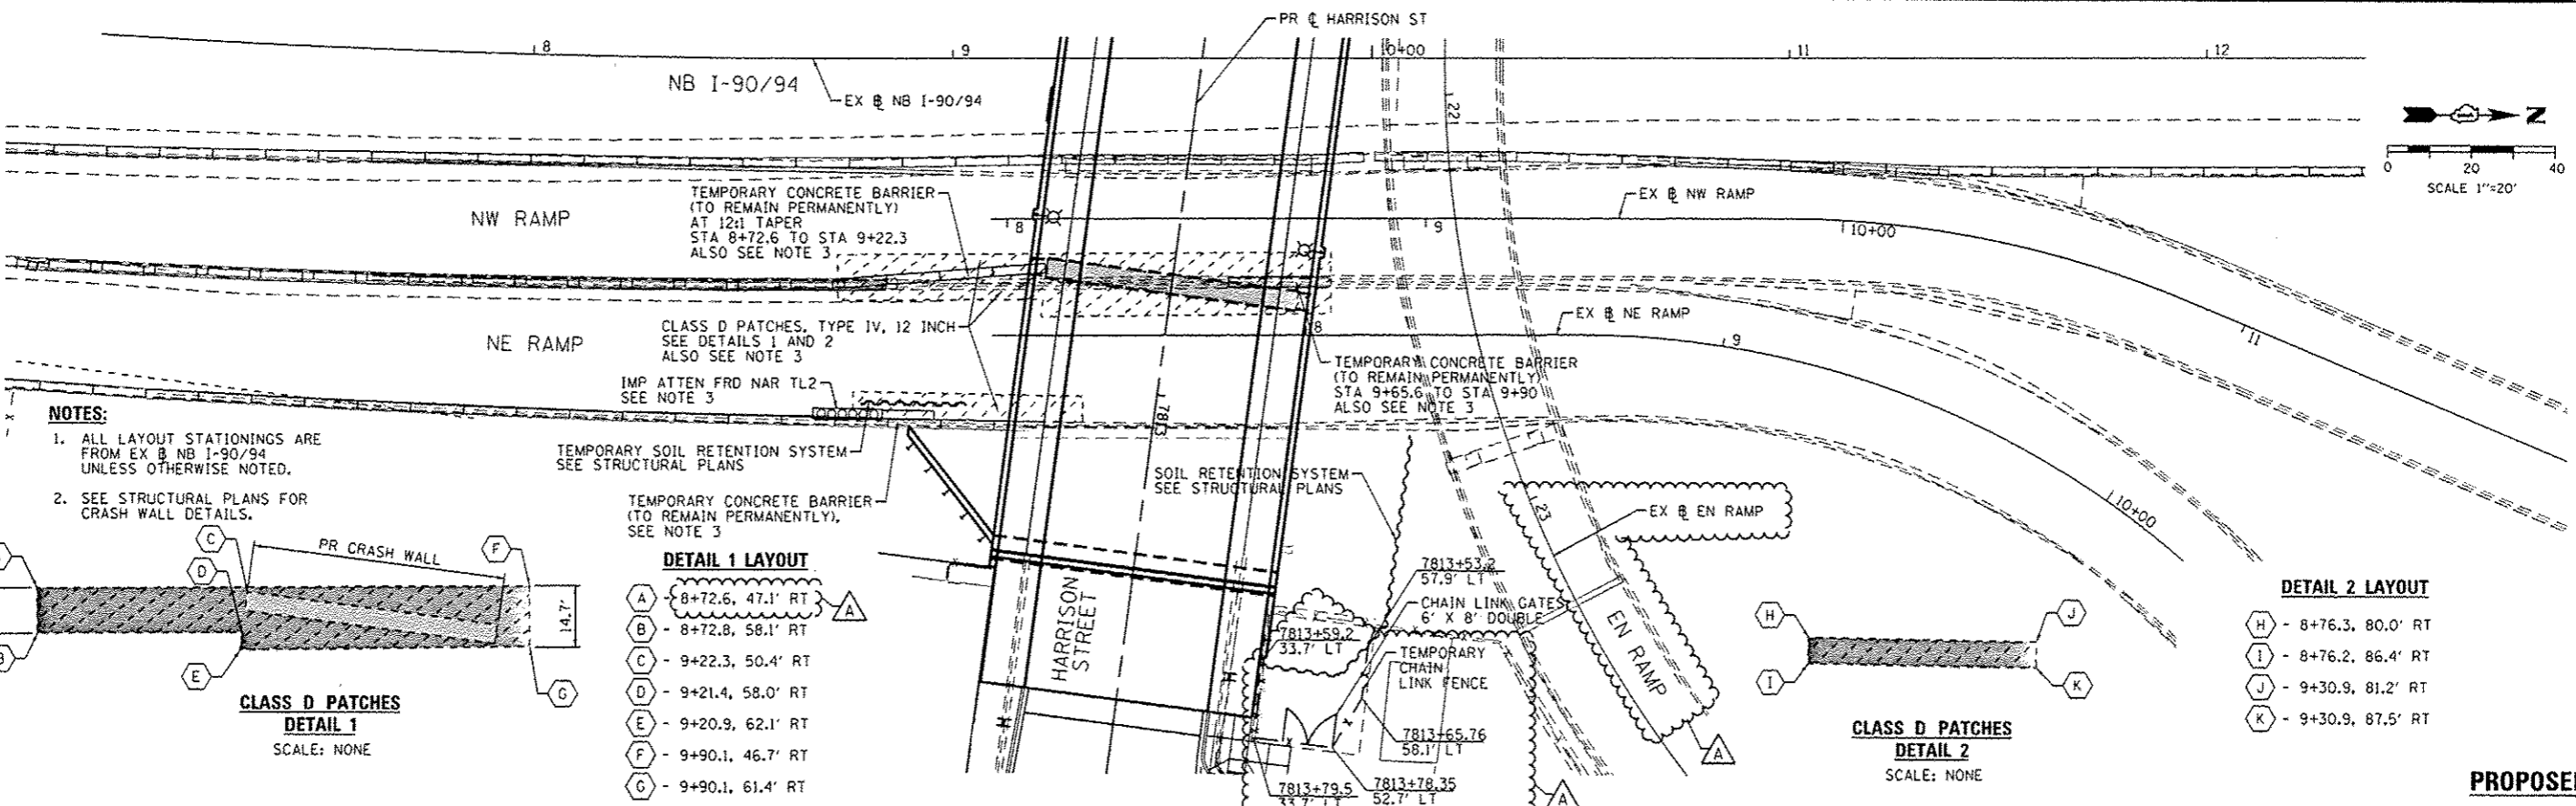 PR ℄ HARRISON ST
8
9
10+00
11
12
NB I-90/94
EX ⅊ NB I-90/94
22
N
0 20 40
SCALE 1"=20'
TEMPORARY CONCRETE BARRIER
(TO REMAIN PERMANENTLY)
AT 12:1 TAPER
STA 8+72.6 TO STA 9+22.3
ALSO SEE NOTE 3
NW RAMP
EX ⅊ NW RAMP
8
9
10+00
11
CLASS D PATCHES, TYPE IV, 12 INCH
SEE DETAILS 1 AND 2
ALSO SEE NOTE 3
NE RAMP
EX ⅊ NE RAMP
8
9
10+00
IMP ATTEN FRD NAR TL2
SEE NOTE 3
TEMPORARY CONCRETE BARRIER
(TO REMAIN PERMANENTLY)
STA 9+65.6 TO STA 9+90
ALSO SEE NOTE 3
7813
NOTES:
1. ALL LAYOUT STATIONINGS ARE
FROM EX ⅊ NB I-90/94
UNLESS OTHERWISE NOTED.
2. SEE STRUCTURAL PLANS FOR
CRASH WALL DETAILS.
TEMPORARY SOIL RETENTION SYSTEM
SEE STRUCTURAL PLANS
SOIL RETENTION SYSTEM
SEE STRUCTURAL PLANS
TEMPORARY CONCRETE BARRIER
(TO REMAIN PERMANENTLY),
SEE NOTE 3
23
EX ⅊ EN RAMP
EN RAMP
HARRISON
STREET
7813+53.2
57.9' LT
CHAIN LINK GATES
6' X 8' DOUBLE
7813+59.2
33.7' LT
TEMPORARY
CHAIN
LINK FENCE
7813+65.76
58.1' LT
7813+79.5
33.7' LT
7813+78.35
52.7' LT
A
A
C
PR CRASH WALL
F
D
B
E
G
14.7'
CLASS D PATCHES
DETAIL 1
SCALE: NONE
DETAIL 1 LAYOUT
A - 8+72.6, 47.1' RT A
B - 8+72.8, 58.1' RT
C - 9+22.3, 50.4' RT
D - 9+21.4, 58.0' RT
E - 9+20.9, 62.1' RT
F - 9+90.1, 46.7' RT
G - 9+90.1, 61.4' RT
H
J
I
K
CLASS D PATCHES
DETAIL 2
SCALE: NONE
DETAIL 2 LAYOUT
H - 8+76.3, 80.0' RT
I - 8+76.2, 86.4' RT
J - 9+30.9, 81.2' RT
K - 9+30.9, 87.5' RT